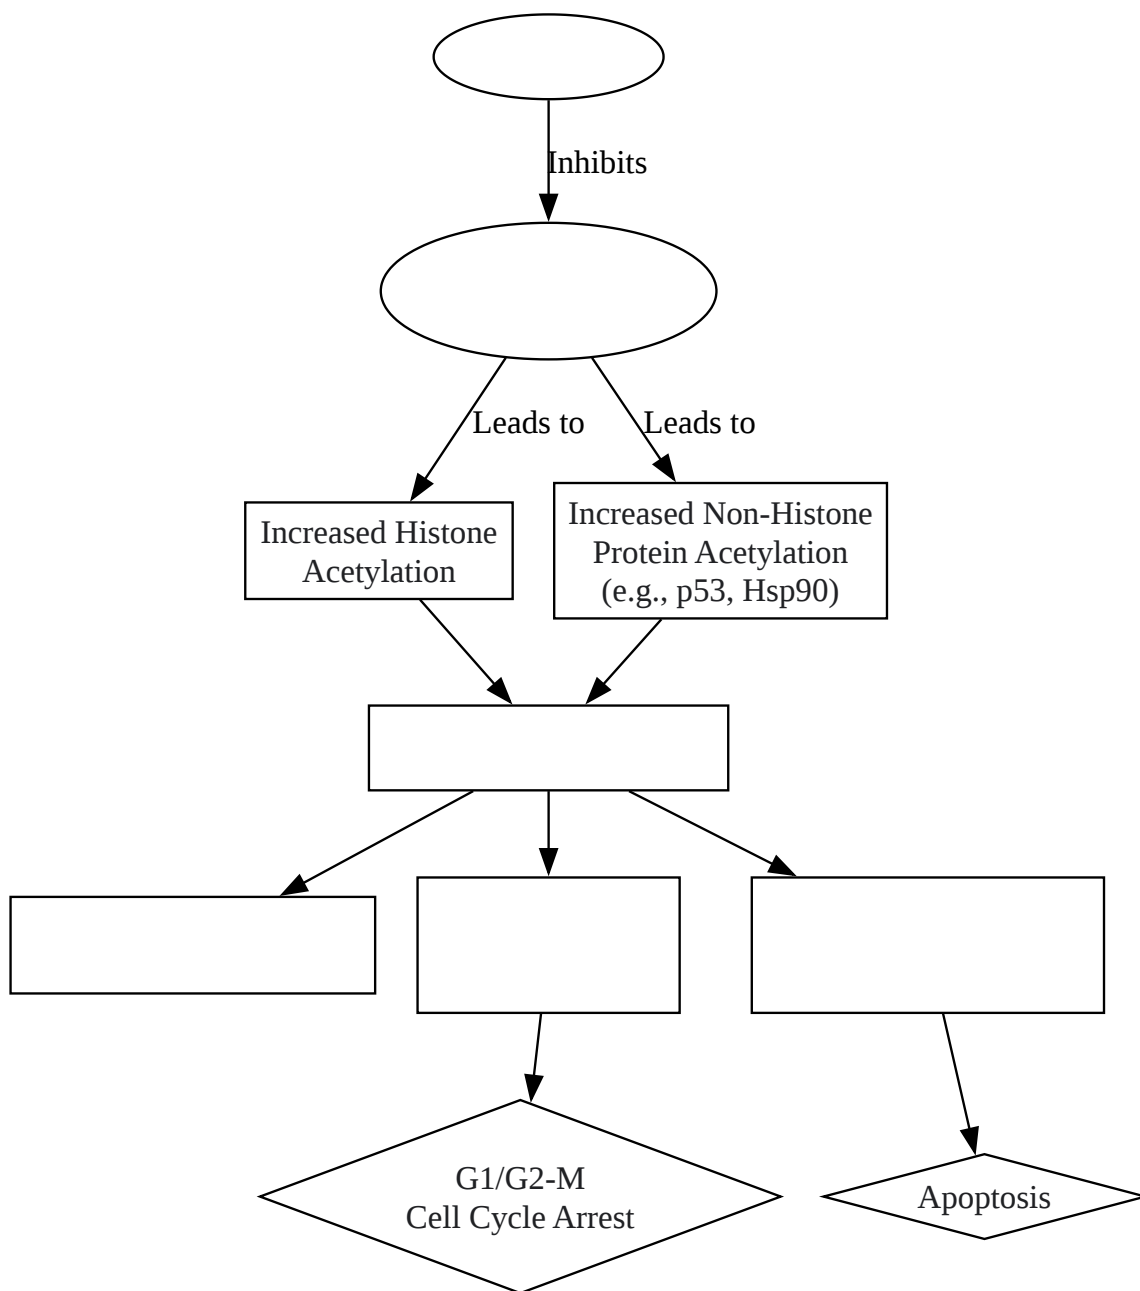 Inhibits
Leads to
Leads to
Increased Histone
Acetylation
Increased Non-Histone
Protein Acetylation
(e.g., p53, Hsp90)
G1/G2-M
Cell Cycle Arrest
Apoptosis